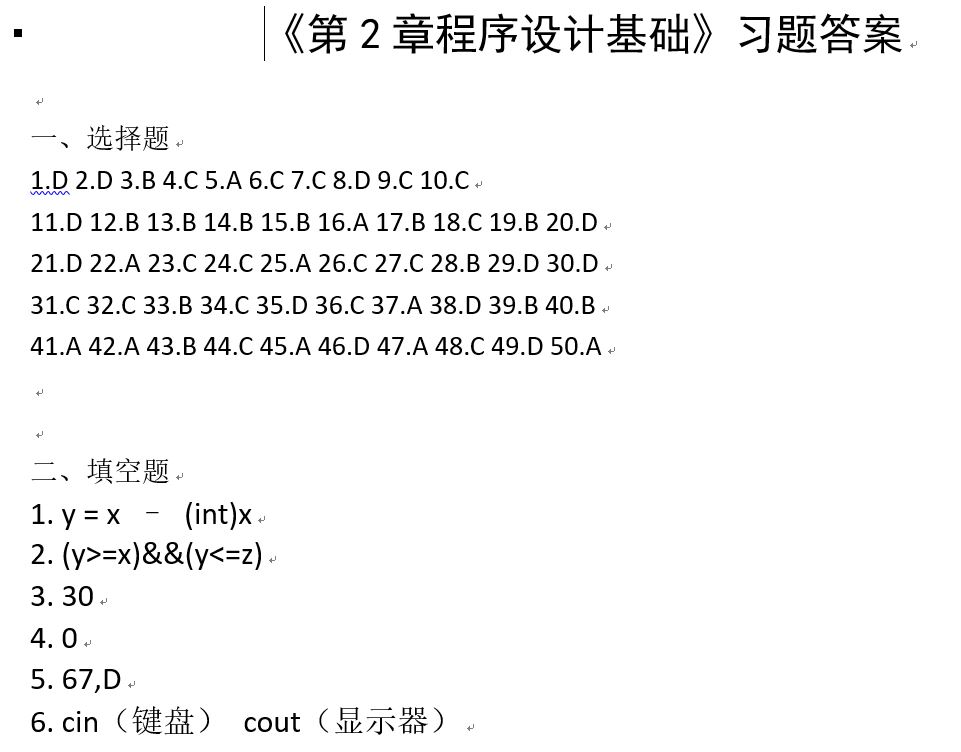 《第 2 章程序设计基础》习题答案
一、选择题
1.D 2.D 3.B 4.C 5.A 6.C 7.C 8.D 9.C 10.C
11.D 12.B 13.B 14.B 15.B 16.A 17.B 18.C 19.B 20.D
21.D 22.A 23.C 24.C 25.A 26.C 27.C 28.B 29.D 30.D
31.C 32.C 33.B 34.C 35.D 36.C 37.A 38.D 39.B 40.B
41.A 42.A 43.B 44.C 45.A 46.D 47.A 48.C 49.D 50.A
二、填空题
1. y = x － (int)x
2. (y>=x)&&(y<=z)
3. 30
4. 0
5. 67,D
6. cin（键盘） cout（显示器）